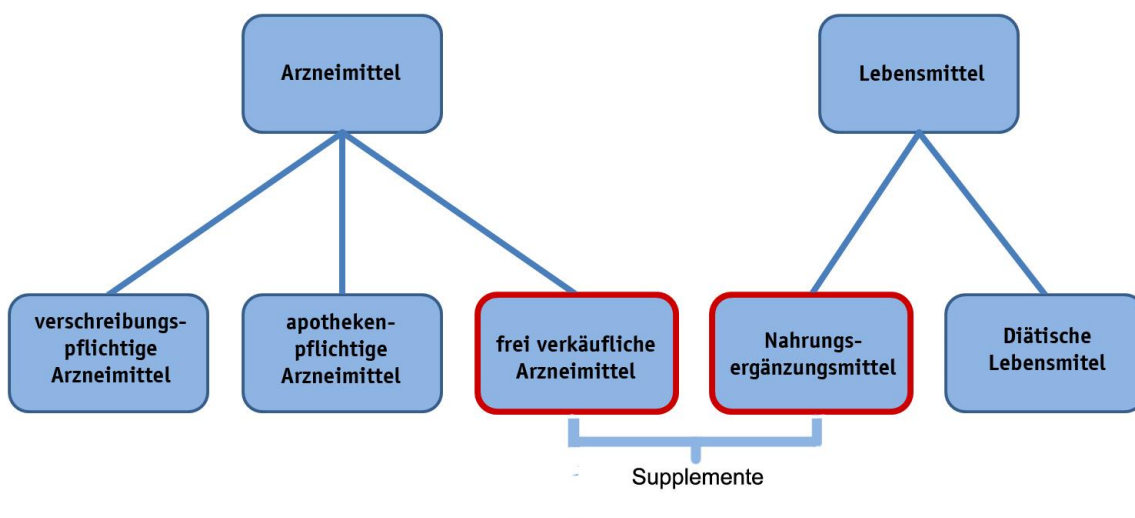 Arzneimittel
Lebensmittel
verschreibungs-
pflichtige
Arzneimittel
apotheken-
pflichtige
Arzneimittel
frei verkäufliche
Arzneimittel
Nahrungs-
ergänzungsmittel
Diätische
Lebensmitel
Supplemente